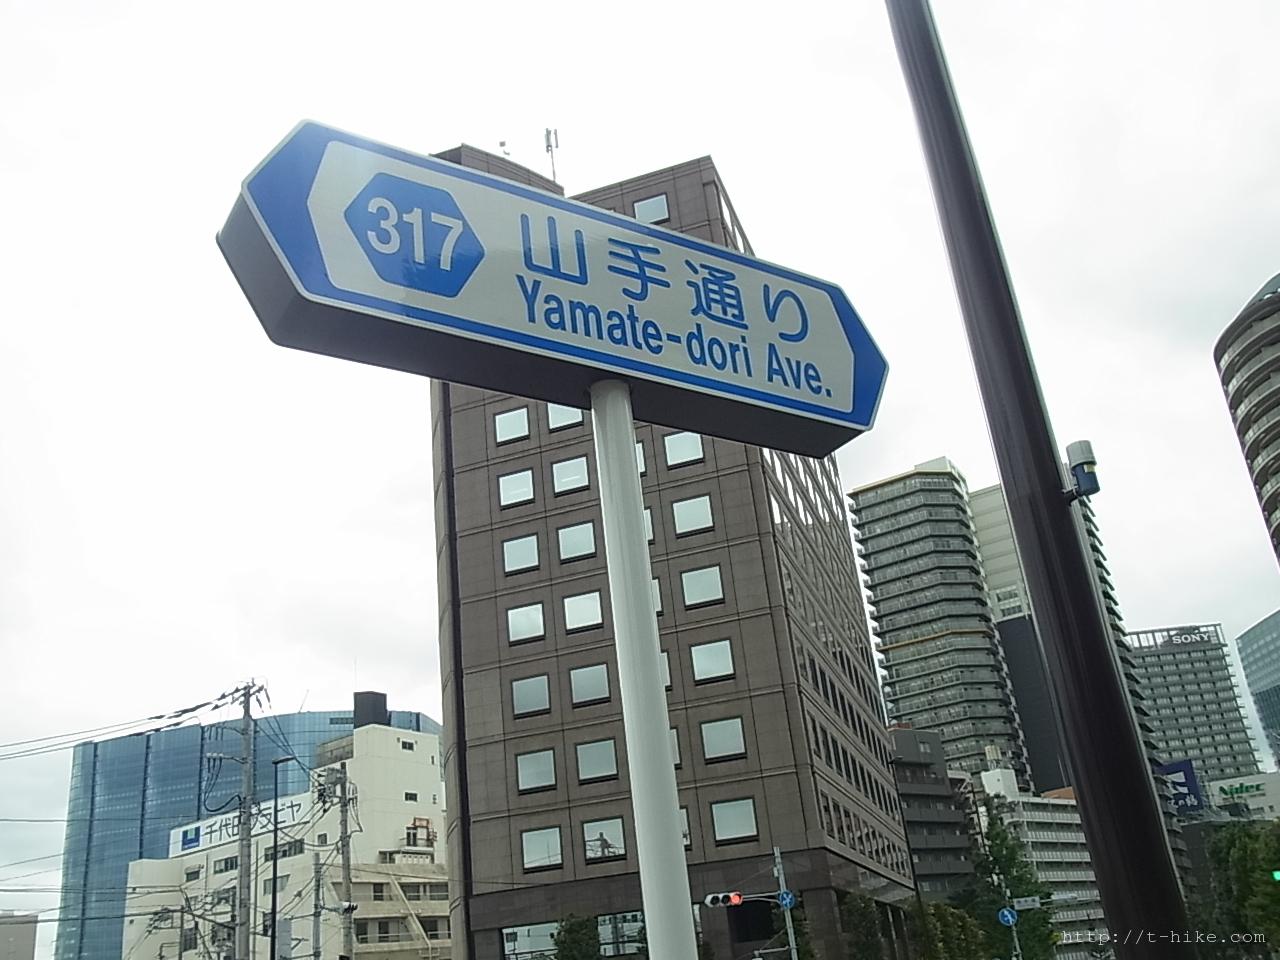 317
山手通り
Yamate-dori Ave.
SONY
Nidec
http://t-hike.com